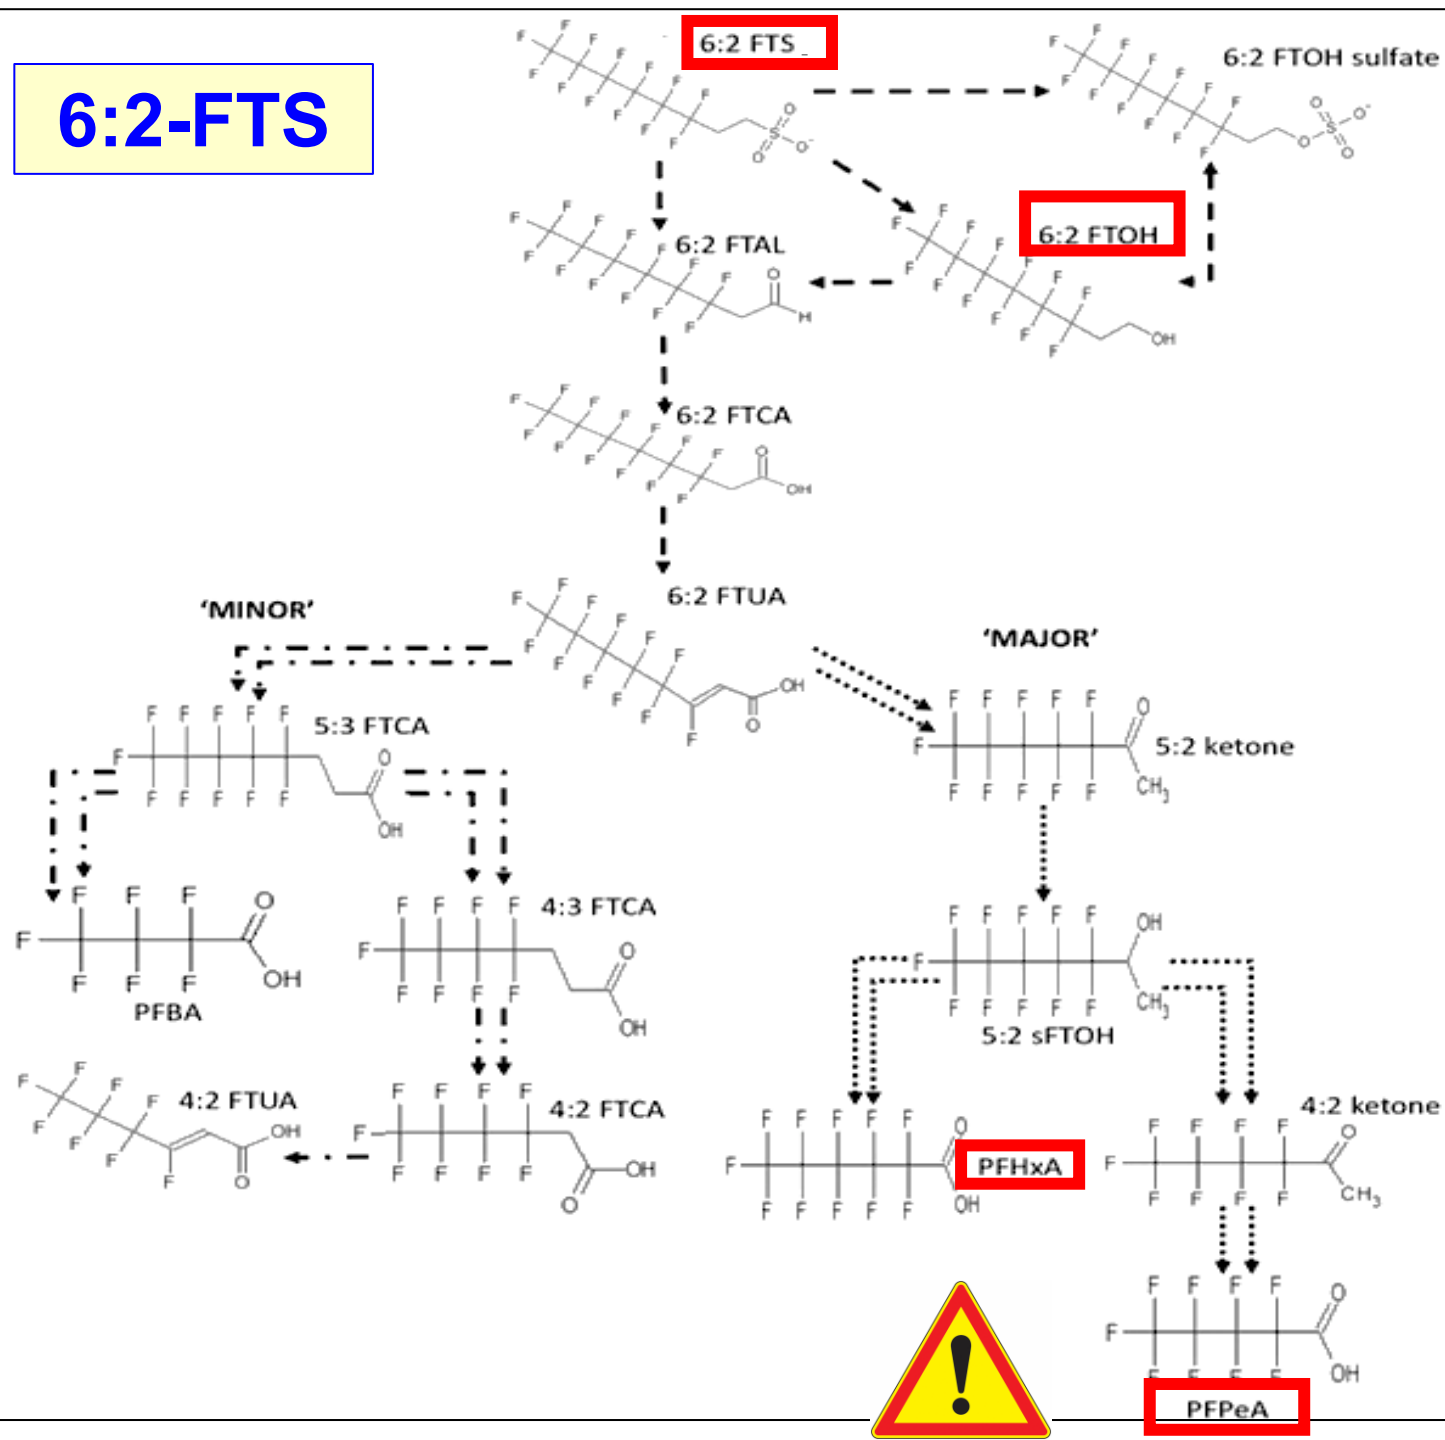 6:2-FTS
6:2 FTS
6:2 FTOH sulfate
6:2 FTOH
6:2 FTAL
6:2 FTCA
6:2 FTUA
'MINOR'
'MAJOR'
5:3 FTCA
5:2 ketone
4:3 FTCA
PFBA
5:2 sFTOH
4:2 FTUA
4:2 FTCA
4:2 ketone
PFHxA
PFPeA